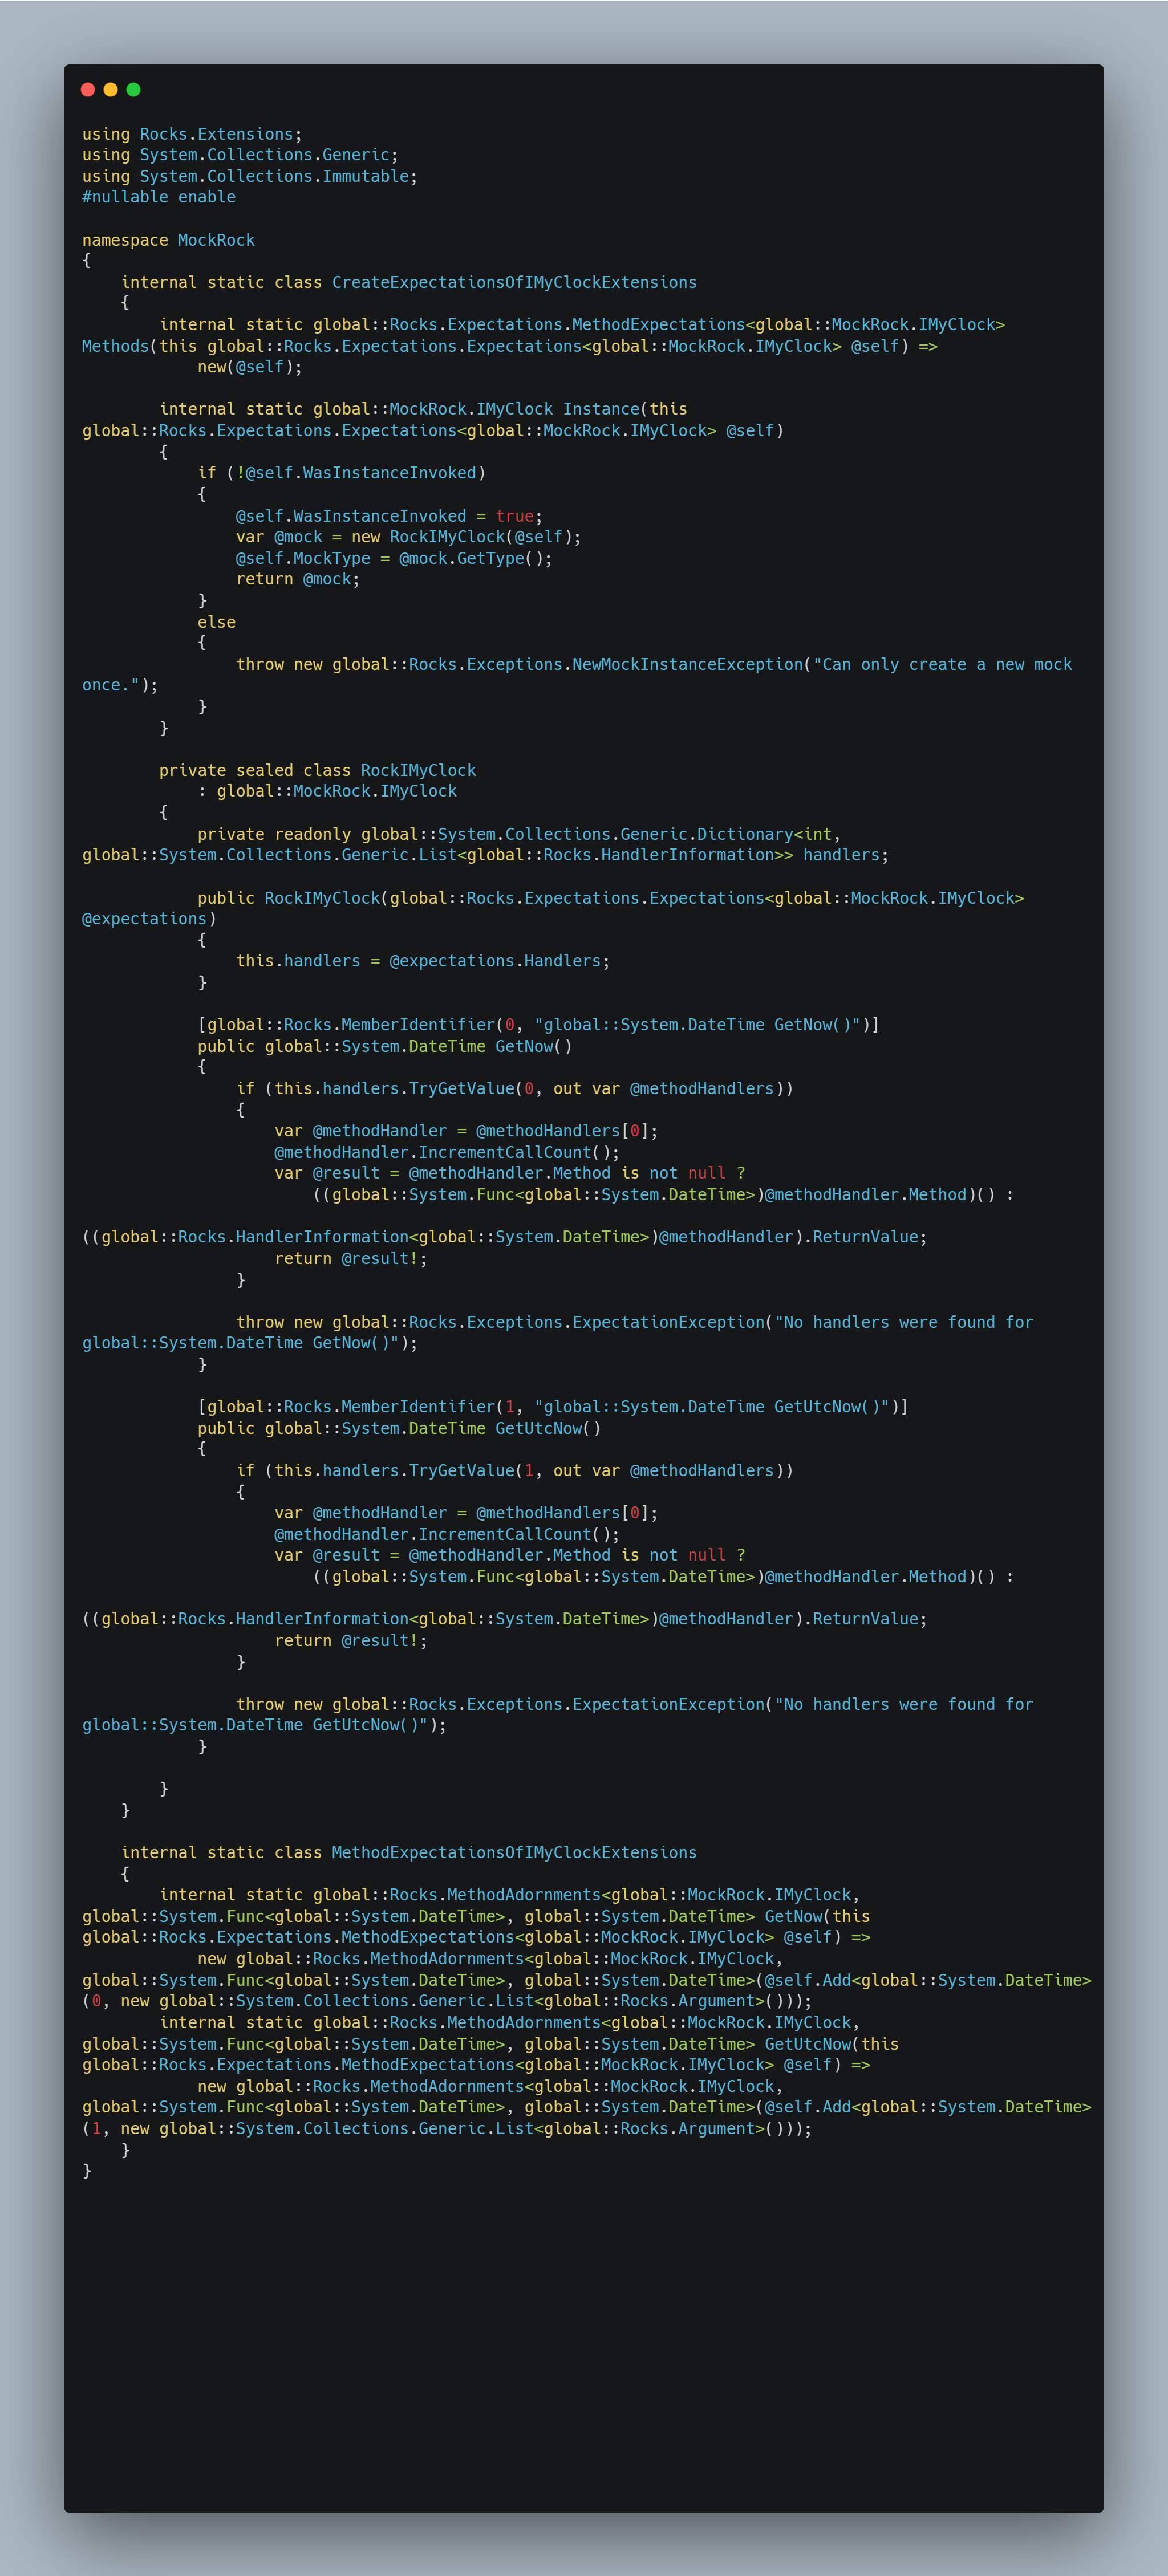 using Rocks.Extensions;
using System.Collections.Generic;
using System.Collections.Immutable;
#nullable enable

namespace MockRock
{
    internal static class CreateExpectationsOfIMyClockExtensions
    {
        internal static global::Rocks.Expectations.MethodExpectations<global::MockRock.IMyClock>
Methods(this global::Rocks.Expectations.Expectations<global::MockRock.IMyClock> @self) =>
            new(@self);

        internal static global::MockRock.IMyClock Instance(this
global::Rocks.Expectations.Expectations<global::MockRock.IMyClock> @self)
        {
            if (!@self.WasInstanceInvoked)
            {
                @self.WasInstanceInvoked = true;
                var @mock = new RockIMyClock(@self);
                @self.MockType = @mock.GetType();
                return @mock;
            }
            else
            {
                throw new global::Rocks.Exceptions.NewMockInstanceException("Can only create a new mock
once.");
            }
        }

        private sealed class RockIMyClock
            : global::MockRock.IMyClock
        {
            private readonly global::System.Collections.Generic.Dictionary<int,
global::System.Collections.Generic.List<global::Rocks.HandlerInformation>> handlers;

            public RockIMyClock(global::Rocks.Expectations.Expectations<global::MockRock.IMyClock>
@expectations)
            {
                this.handlers = @expectations.Handlers;
            }

            [global::Rocks.MemberIdentifier(0, "global::System.DateTime GetNow()")]
            public global::System.DateTime GetNow()
            {
                if (this.handlers.TryGetValue(0, out var @methodHandlers))
                {
                    var @methodHandler = @methodHandlers[0];
                    @methodHandler.IncrementCallCount();
                    var @result = @methodHandler.Method is not null ?
                        ((global::System.Func<global::System.DateTime>)@methodHandler.Method)() :

((global::Rocks.HandlerInformation<global::System.DateTime>)@methodHandler).ReturnValue;
                    return @result!;
                }

                throw new global::Rocks.Exceptions.ExpectationException("No handlers were found for
global::System.DateTime GetNow()");
            }

            [global::Rocks.MemberIdentifier(1, "global::System.DateTime GetUtcNow()")]
            public global::System.DateTime GetUtcNow()
            {
                if (this.handlers.TryGetValue(1, out var @methodHandlers))
                {
                    var @methodHandler = @methodHandlers[0];
                    @methodHandler.IncrementCallCount();
                    var @result = @methodHandler.Method is not null ?
                        ((global::System.Func<global::System.DateTime>)@methodHandler.Method)() :

((global::Rocks.HandlerInformation<global::System.DateTime>)@methodHandler).ReturnValue;
                    return @result!;
                }

                throw new global::Rocks.Exceptions.ExpectationException("No handlers were found for
global::System.DateTime GetUtcNow()");
            }

        }
    }

    internal static class MethodExpectationsOfIMyClockExtensions
    {
        internal static global::Rocks.MethodAdornments<global::MockRock.IMyClock,
global::System.Func<global::System.DateTime>, global::System.DateTime> GetNow(this
global::Rocks.Expectations.MethodExpectations<global::MockRock.IMyClock> @self) =>
            new global::Rocks.MethodAdornments<global::MockRock.IMyClock,
global::System.Func<global::System.DateTime>, global::System.DateTime>(@self.Add<global::System.DateTime>
(0, new global::System.Collections.Generic.List<global::Rocks.Argument>()));
        internal static global::Rocks.MethodAdornments<global::MockRock.IMyClock,
global::System.Func<global::System.DateTime>, global::System.DateTime> GetUtcNow(this
global::Rocks.Expectations.MethodExpectations<global::MockRock.IMyClock> @self) =>
            new global::Rocks.MethodAdornments<global::MockRock.IMyClock,
global::System.Func<global::System.DateTime>, global::System.DateTime>(@self.Add<global::System.DateTime>
(1, new global::System.Collections.Generic.List<global::Rocks.Argument>()));
    }
}